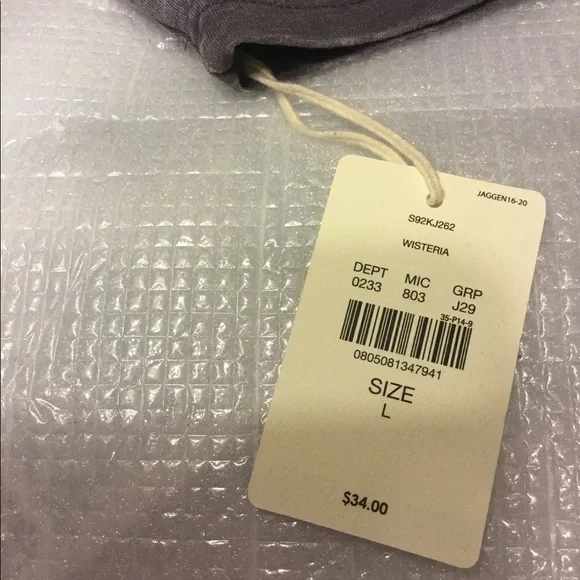 JAGGEN16-20
S92KJ262
WISTERIA
DEPT MIC GRP
0233 803 J29
35-P14-9
0805081347941
SIZE
L
$34.00